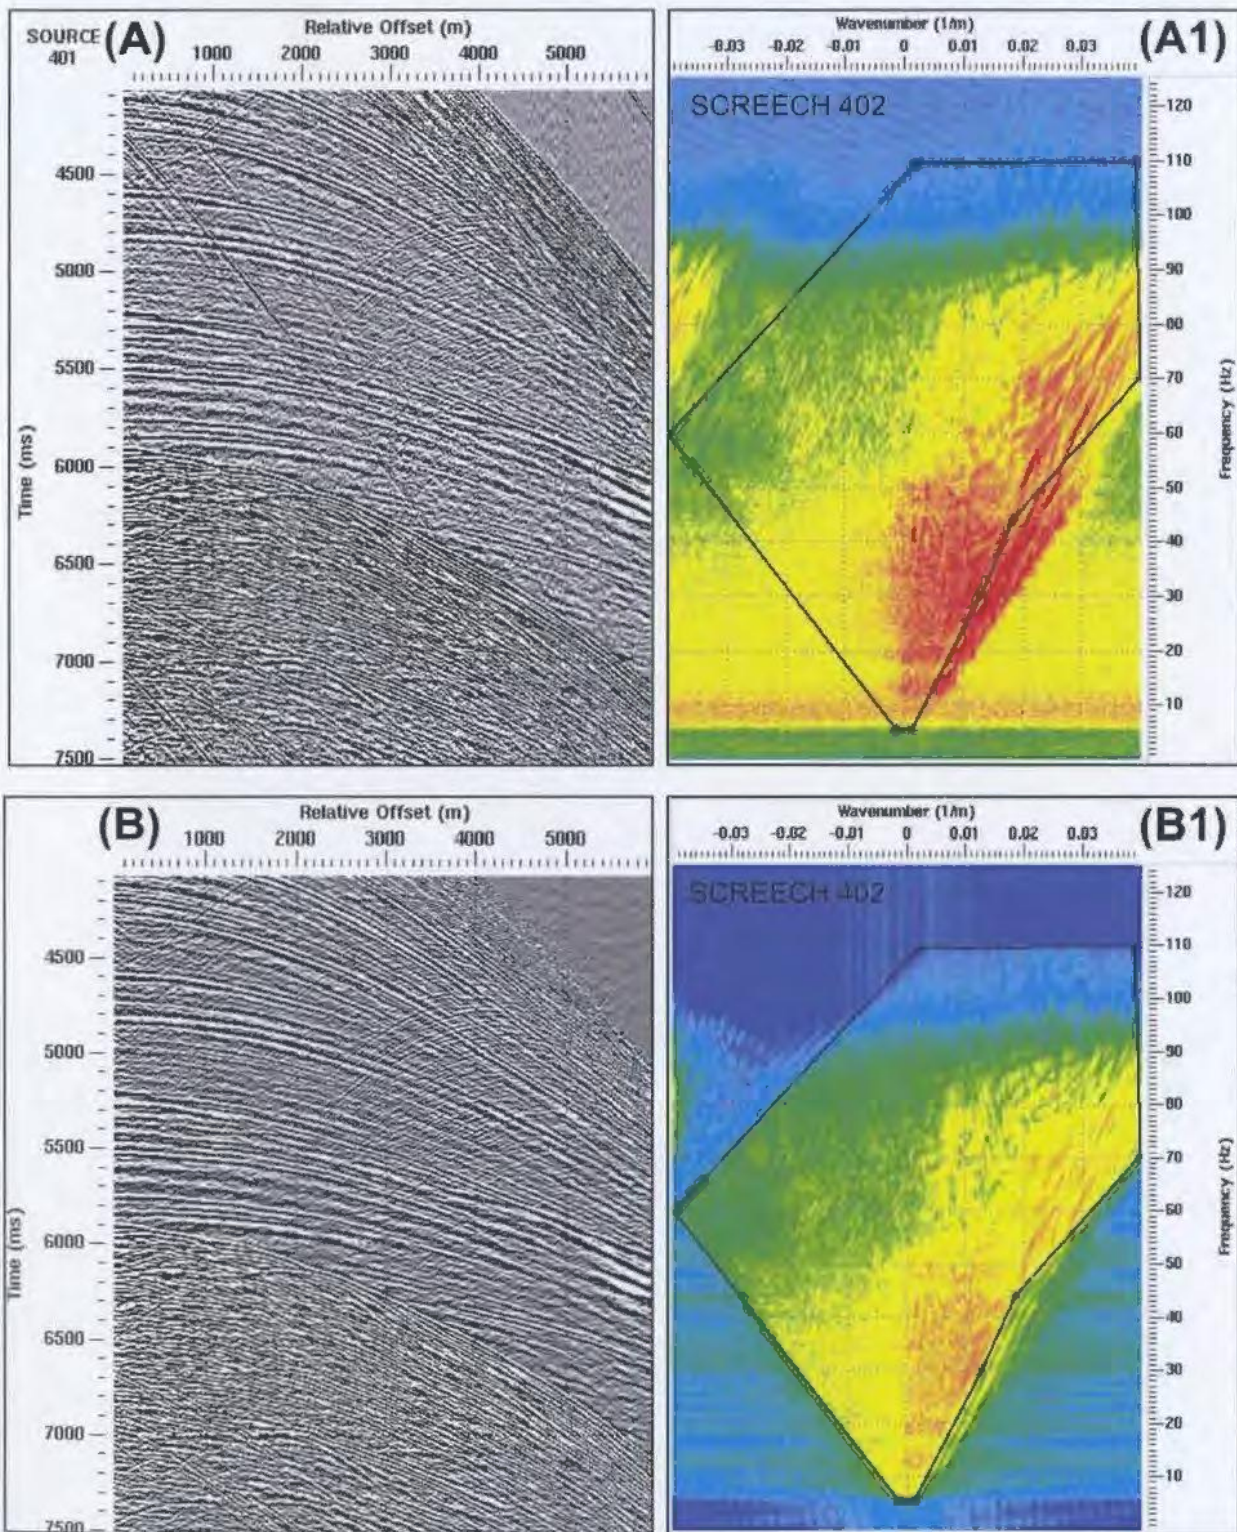 SOURCE (A) Relative Offset (m)
401 1000 2000 3000 4000 5000
4500
5000
5500
6000
6500
7000
7500
Time (ms)
Wavenumber (1/m) (A1)
-0.03 -0.02 -0.01 0 0.01 0.02 0.03
SCREECH 402
120
110
100
90
80
70
60
50
40
30
20
10
Frequency (Hz)
(B) Relative Offset (m)
1000 2000 3000 4000 5000
4500
5000
5500
6000
6500
7000
7500
Time (ms)
Wavenumber (1/m) (B1)
-0.03 -0.02 -0.01 0 0.01 0.02 0.03
SCREECH 402
120
110
100
90
80
70
60
50
40
30
20
10
Frequency (Hz)